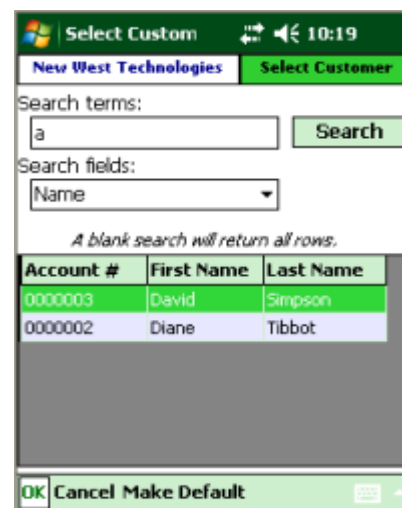 Select Custom 10:19
New West Technologies Select Customer
Search terms:
a Search
Search fields:
Name
A blank search will return all rows.
Account # First Name Last Name
0000003 David Simpson
0000002 Diane Tibbot
OK Cancel Make Default